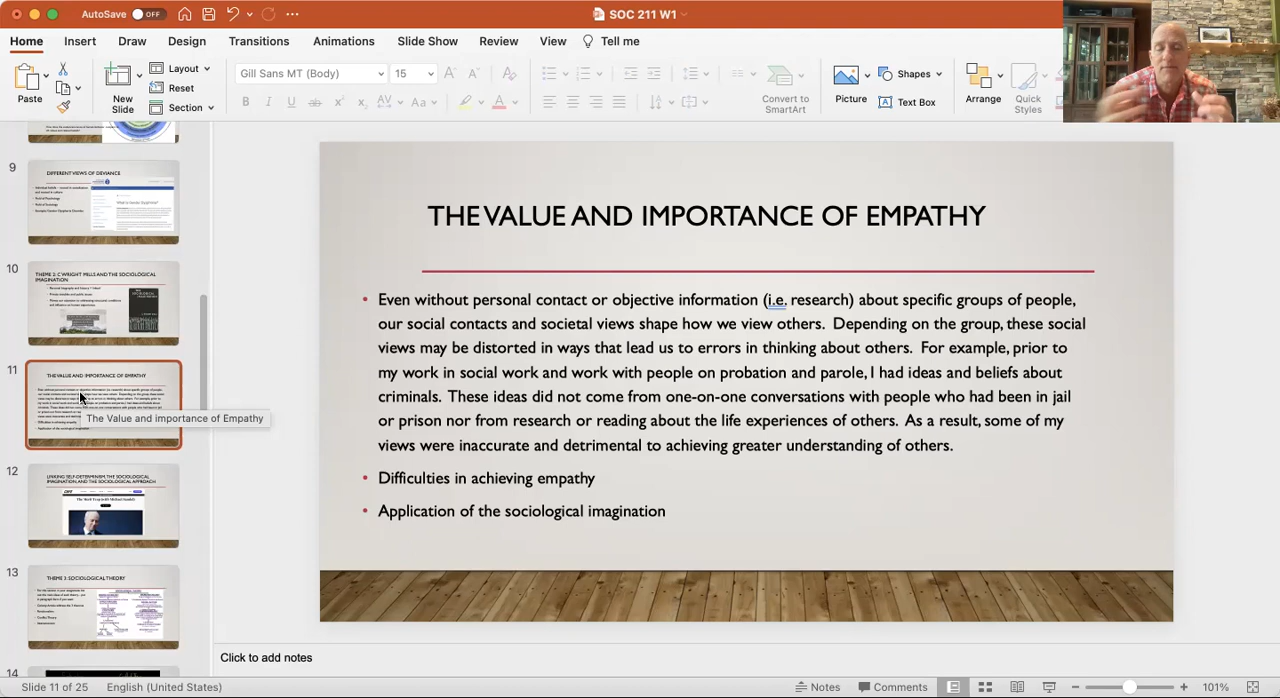 AutoSave OFF
SOC 211 W1
Home Insert Draw Design Transitions Animations Slide Show Review View Tell me
Paste
New
Slide
Layout
Reset
Section
Gill Sans MT (Body) 15
Convert to
SmartArt
Picture
Shapes
Text Box
Arrange
Quick
Styles
9
DIFFERENT VIEWS OF DEVIANCE
10
THEME 2: C WRIGHT MILLS AND THE SOCIOLOGICAL
IMAGINATION
11
THE VALUE AND IMPORTANCE OF EMPATHY
The Value and importance of Empathy
12
LINKING SELF-DETERMINISM, THE SOCIOLOGICAL
IMAGINATION, AND THE SOCIOLOGICAL APPROACH
13
THEME 3: SOCIOLOGICAL THEORY
14
THE VALUE AND IMPORTANCE OF EMPATHY
• Even without personal contact or objective information (i.e. research) about specific groups of people,
our social contacts and societal views shape how we view others. Depending on the group, these social
views may be distorted in ways that lead us to errors in thinking about others. For example, prior to
my work in social work and work with people on probation and parole, I had ideas and beliefs about
criminals. These ideas did not come from one-on-one conversations with people who had been in jail
or prison nor from research or reading about the life experiences of others. As a result, some of my
views were inaccurate and detrimental to achieving greater understanding of others.
• Difficulties in achieving empathy
• Application of the sociological imagination
Click to add notes
Slide 11 of 25 English (United States) Notes Comments 101%